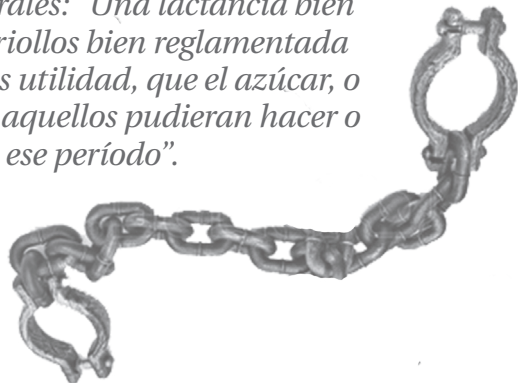 rales: “Una lactancia bien
riollos bien reglamentada
s utilidad, que el azúcar, o
aquellos pudieran hacer o
ese período”.